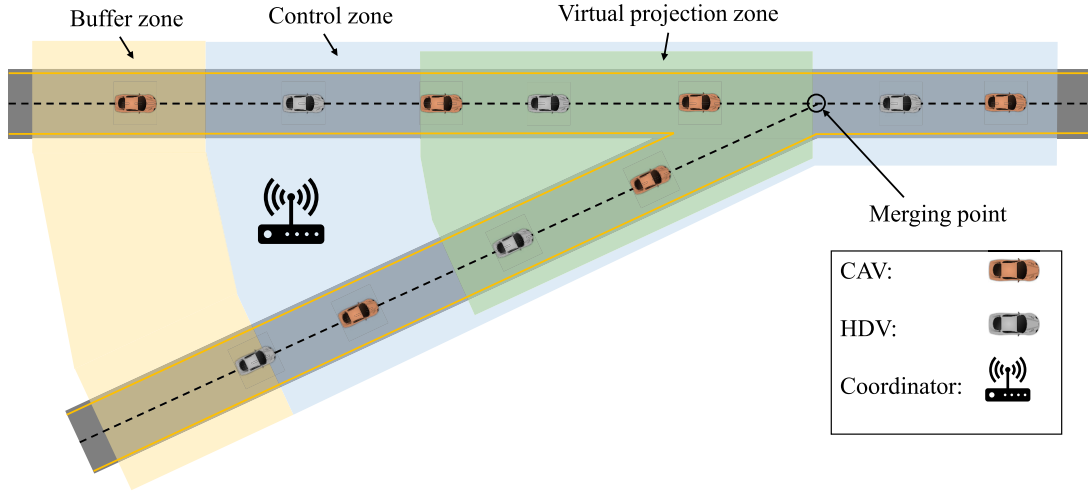 Buffer zone
Control zone
Virtual projection zone
Merging point
CAV:
HDV:
Coordinator: